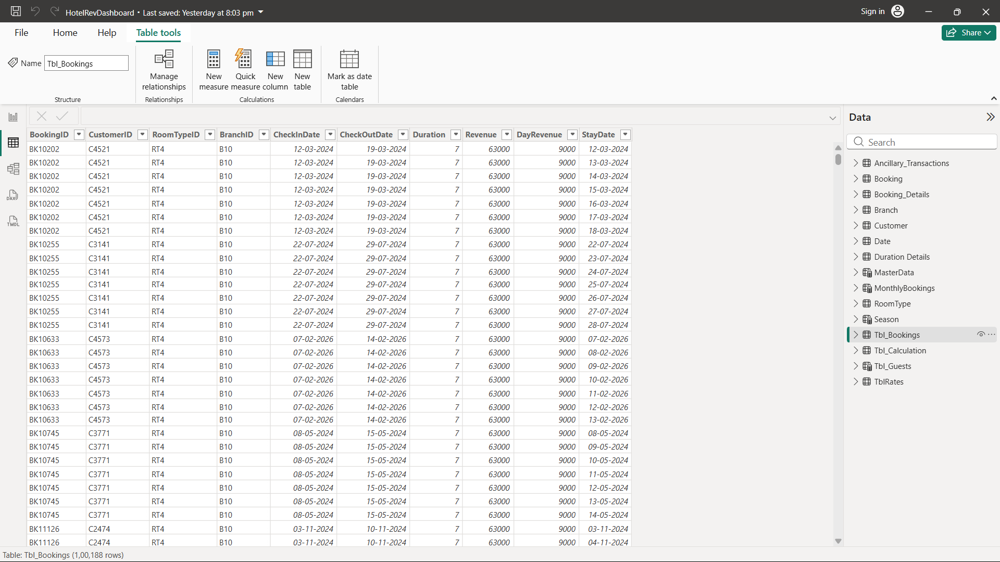 HotelRevDashboard • Last saved: Yesterday at 8:03 pm
Sign in
File Home Help Table tools
Share
Name Tbl_Bookings
Manage relationships
New measure
Quick measure
New column
New table
Mark as date table
Structure Relationships Calculations Calendars
DAX
TMDL
BookingID CustomerID RoomTypeID BranchID CheckInDate CheckOutDate Duration Revenue DayRevenue StayDate
BK10202 C4521 RT4 B10 12-03-2024 19-03-2024 7 63000 9000 12-03-2024
BK10202 C4521 RT4 B10 12-03-2024 19-03-2024 7 63000 9000 13-03-2024
BK10202 C4521 RT4 B10 12-03-2024 19-03-2024 7 63000 9000 14-03-2024
BK10202 C4521 RT4 B10 12-03-2024 19-03-2024 7 63000 9000 15-03-2024
BK10202 C4521 RT4 B10 12-03-2024 19-03-2024 7 63000 9000 16-03-2024
BK10202 C4521 RT4 B10 12-03-2024 19-03-2024 7 63000 9000 17-03-2024
BK10202 C4521 RT4 B10 12-03-2024 19-03-2024 7 63000 9000 18-03-2024
BK10255 C3141 RT4 B10 22-07-2024 29-07-2024 7 63000 9000 22-07-2024
BK10255 C3141 RT4 B10 22-07-2024 29-07-2024 7 63000 9000 23-07-2024
BK10255 C3141 RT4 B10 22-07-2024 29-07-2024 7 63000 9000 24-07-2024
BK10255 C3141 RT4 B10 22-07-2024 29-07-2024 7 63000 9000 25-07-2024
BK10255 C3141 RT4 B10 22-07-2024 29-07-2024 7 63000 9000 26-07-2024
BK10255 C3141 RT4 B10 22-07-2024 29-07-2024 7 63000 9000 27-07-2024
BK10255 C3141 RT4 B10 22-07-2024 29-07-2024 7 63000 9000 28-07-2024
BK10633 C4573 RT4 B10 07-02-2026 14-02-2026 7 63000 9000 07-02-2026
BK10633 C4573 RT4 B10 07-02-2026 14-02-2026 7 63000 9000 08-02-2026
BK10633 C4573 RT4 B10 07-02-2026 14-02-2026 7 63000 9000 09-02-2026
BK10633 C4573 RT4 B10 07-02-2026 14-02-2026 7 63000 9000 10-02-2026
BK10633 C4573 RT4 B10 07-02-2026 14-02-2026 7 63000 9000 11-02-2026
BK10633 C4573 RT4 B10 07-02-2026 14-02-2026 7 63000 9000 12-02-2026
BK10633 C4573 RT4 B10 07-02-2026 14-02-2026 7 63000 9000 13-02-2026
BK10745 C3771 RT4 B10 08-05-2024 15-05-2024 7 63000 9000 08-05-2024
BK10745 C3771 RT4 B10 08-05-2024 15-05-2024 7 63000 9000 09-05-2024
BK10745 C3771 RT4 B10 08-05-2024 15-05-2024 7 63000 9000 10-05-2024
BK10745 C3771 RT4 B10 08-05-2024 15-05-2024 7 63000 9000 11-05-2024
BK10745 C3771 RT4 B10 08-05-2024 15-05-2024 7 63000 9000 12-05-2024
BK10745 C3771 RT4 B10 08-05-2024 15-05-2024 7 63000 9000 13-05-2024
BK10745 C3771 RT4 B10 08-05-2024 15-05-2024 7 63000 9000 14-05-2024
BK11126 C2474 RT4 B10 03-11-2024 10-11-2024 7 63000 9000 03-11-2024
BK11126 C2474 RT4 B10 03-11-2024 10-11-2024 7 63000 9000 04-11-2024
Data
Search
Ancillary_Transactions
Booking
Booking_Details
Branch
Customer
Date
Duration Details
MasterData
MonthlyBookings
RoomType
Season
Tbl_Bookings
Tbl_Calculation
Tbl_Guests
TblRates
Table: Tbl_Bookings (1,00,188 rows)